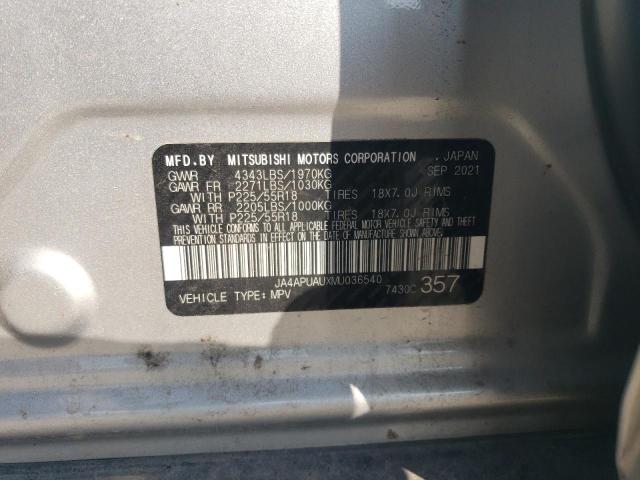 MFD.BY MITSUBISHI MOTORS CORPORATION , JAPAN
GVWR 4343LBS/1970KG SEP 2021
GAWR FR 2271LBS/1030KG
WITH P225/55R18 TIRES 18X7.0J RIMS
GAWR RR 2205LBS/1000KG
WITH P225/55R18 TIRES 18X7.0J RIMS
THIS VEHICLE CONFORMS TO ALL APPLICABLE FEDERAL MOTOR VEHICLE SAFETY, BUMPER, AND THEFT
PREVENTION STANDARDS IN EFFECT ON THE DATE OF MANUFACTURE SHOWN ABOVE.
JA4APUAUXMU036540
VEHICLE TYPE: MPV 7430C 357